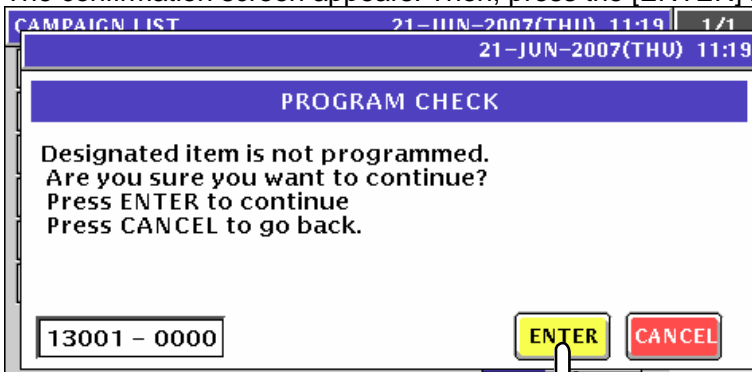 The confirmation screen appears. Then, press the [ENTER]
CAMPAIGN LIST 21-JUN-2007(THU) 11:19 1/1
21-JUN-2007(THU) 11:19
PROGRAM CHECK
Designated item is not programmed.
Are you sure you want to continue?
Press ENTER to continue
Press CANCEL to go back.
13001 - 0000 ENTER CANCEL